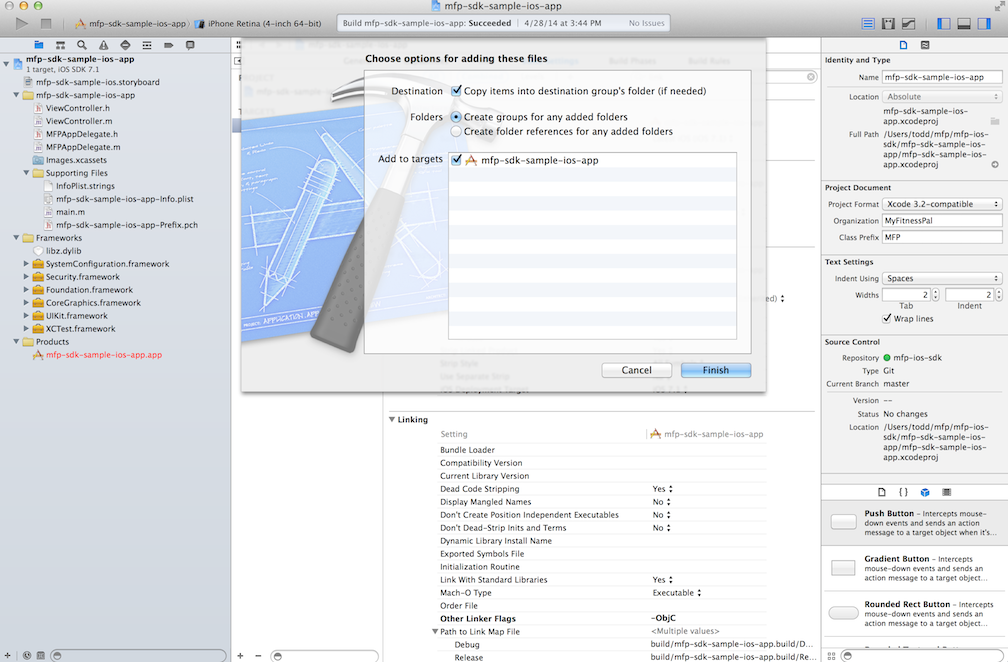 mfp-sdk-sample-ios-app
mfp-sdk-sample-ios-app
iPhone Retina (4-inch 64-bit)
Build mfp-sdk-sample-ios-app: Succeeded
4/28/14 at 3:44 PM
No Issues
mfp-sdk-sample-ios-app
1 target, iOS SDK 7.1
mfp-sdk-sample-ios.storyboard
mfp-sdk-sample-ios-app
ViewController.h
ViewController.m
MFPAppDelegate.h
MFPAppDelegate.m
Images.xcassets
Supporting Files
InfoPlist.strings
mfp-sdk-sample-ios-app-Info.plist
main.m
mfp-sdk-sample-ios-app-Prefix.pch
Frameworks
libz.dylib
SystemConfiguration.framework
Security.framework
Foundation.framework
CoreGraphics.framework
UIKit.framework
XCTest.framework
Products
mfp-sdk-sample-ios-app.app
Choose options for adding these files
Destination
Copy items into destination group's folder (if needed)
Folders
Create groups for any added folders
Create folder references for any added folders
Add to targets
mfp-sdk-sample-ios-app
Cancel
Finish
Linking
Setting
mfp-sdk-sample-ios-app
Bundle Loader
Compatibility Version
Current Library Version
Dead Code Stripping Yes
Display Mangled Names No
Don't Create Position Independent Executables No
Don't Dead-Strip Inits and Terms No
Dynamic Library Install Name
Exported Symbols File
Initialization Routine
Link With Standard Libraries Yes
Mach-O Type Executable
Order File
Other Linker Flags -ObjC
Path to Link Map File <Multiple values>
Debug build/mfp-sdk-sample-ios-app.build/D...
Release build/mfp-sdk-sample-ios-app.build/Re...
Identity and Type
Name mfp-sdk-sample-ios-app
Location Absolute
mfp-sdk-sample-ios-
app.xcodeproj
Full Path /Users/todd/mfp/mfp-ios-
sdk/mfp-sdk-sample-ios-
app/mfp-sdk-sample-ios-
app.xcodeproj
Project Document
Project Format Xcode 3.2-compatible
Organization MyFitnessPal
Class Prefix MFP
Text Settings
Indent Using Spaces
Widths 2 2
Tab Indent
Wrap lines
Source Control
Repository mfp-ios-sdk
Type Git
Current Branch master
Version --
Status No changes
Location /Users/todd/mfp/mfp-ios-
sdk/mfp-sdk-sample-ios-
app/mfp-sdk-sample-ios-
app.xcodeproj
Push Button - Intercepts mouse-
down events and sends an action
message to a target object when it's...
Gradient Button - Intercepts
mouse-down events and sends an
action message to a target object...
Rounded Rect Button - Intercepts
mouse-down events and sends an
action message to a target object...